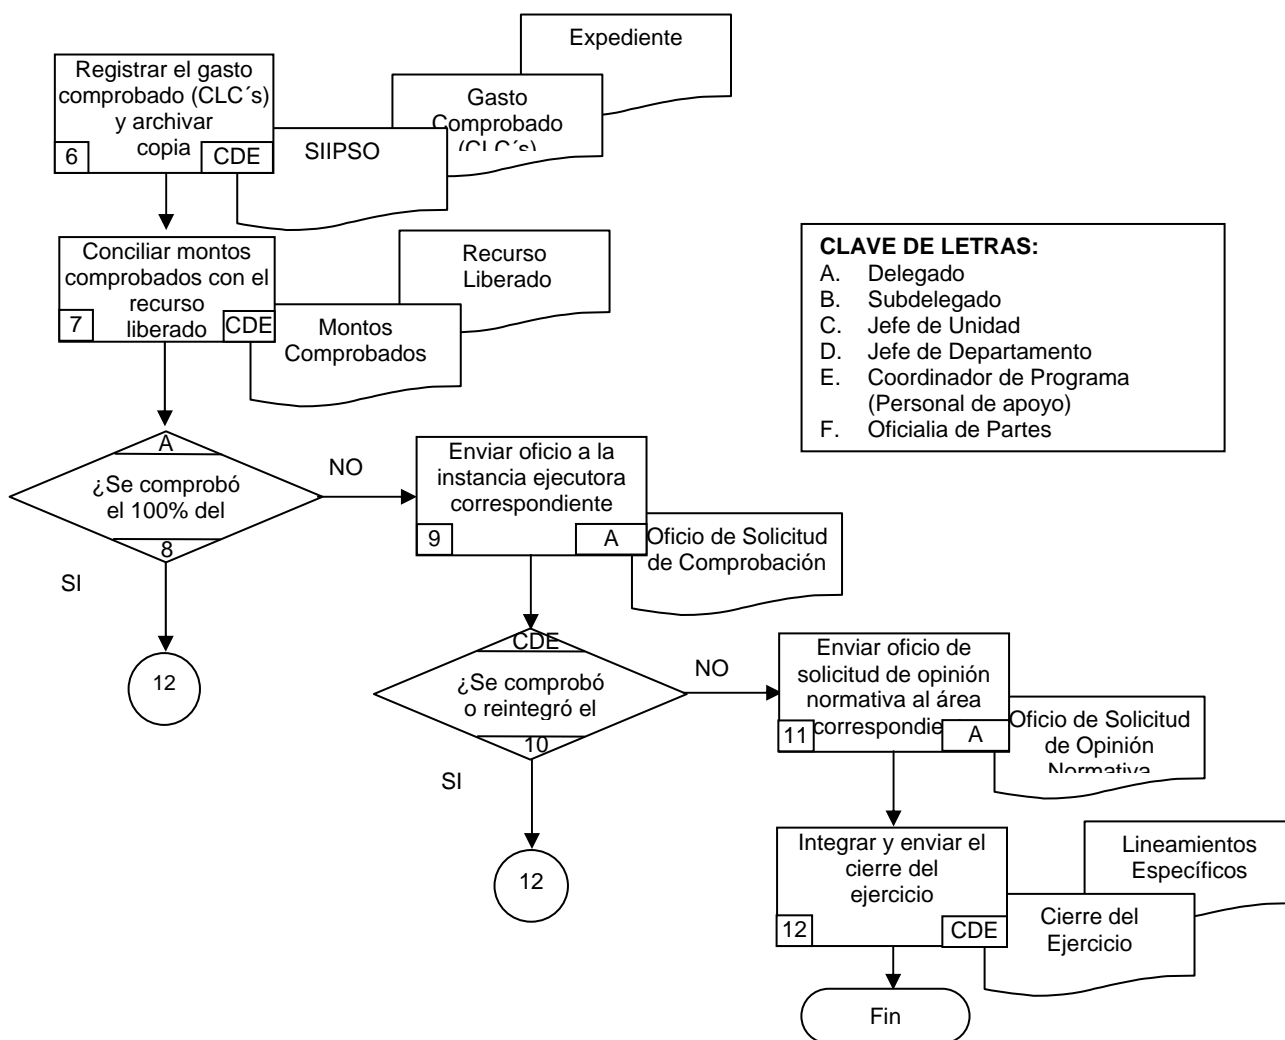 Expediente
Registrar el gasto
comprobado (CLC´s)
y archivar
copia
6
CDE
Gasto
Comprobado
(CLC´s)
SIIPSO
Conciliar montos
comprobados con el
recurso
liberado
7
CDE
Recurso
Liberado
Montos
Comprobados
CLAVE DE LETRAS:
A. Delegado
B. Subdelegado
C. Jefe de Unidad
D. Jefe de Departamento
E. Coordinador de Programa
(Personal de apoyo)
F. Oficialia de Partes
A
¿Se comprobó
el 100% del
8
NO
SI
12
Enviar oficio a la
instancia ejecutora
correspondiente
9
A
Oficio de Solicitud
de Comprobación
CDE
¿Se comprobó
o reintegró el
10
NO
SI
12
Enviar oficio de
solicitud de opinión
normativa al área
correspondie
11
A
Oficio de Solicitud
de Opinión
Normativa
Integrar y enviar el
cierre del
ejercicio
12
CDE
Lineamientos
Específicos
Cierre del
Ejercicio
Fin